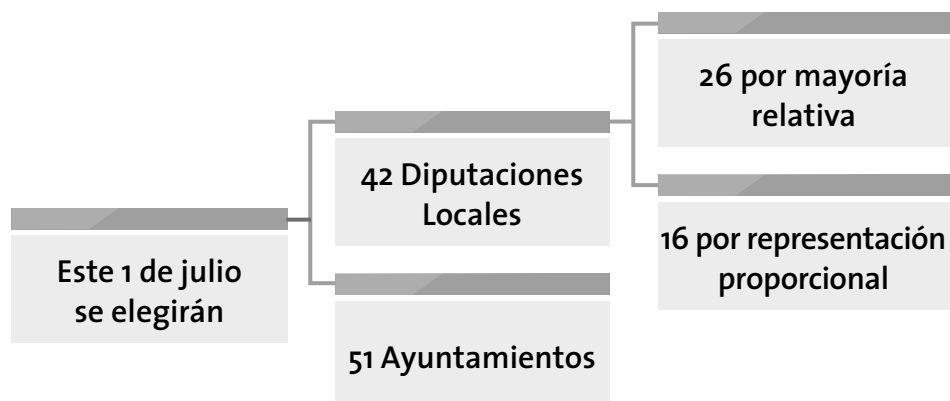 Este 1 de julio
se elegirán
42 Diputaciones
Locales
26 por mayoría
relativa
16 por representación
proporcional
51 Ayuntamientos